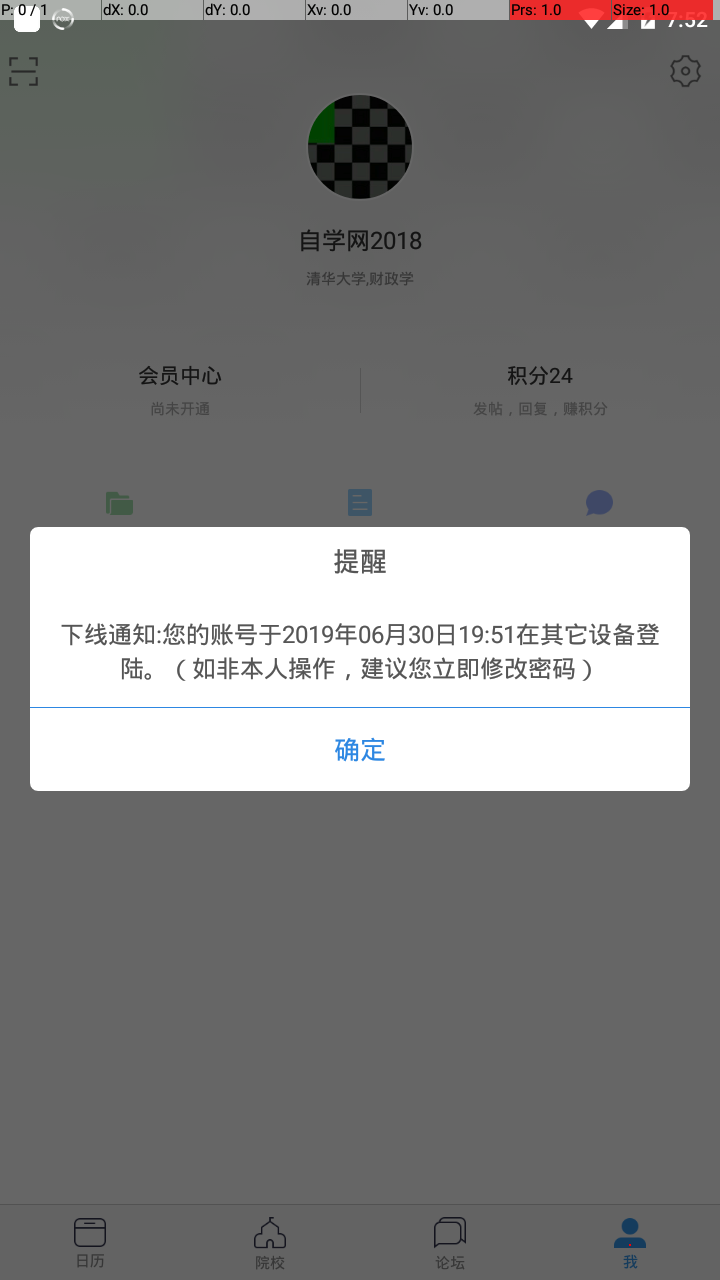 P: 0 / 1 dX: 0.0 dY: 0.0 Xv: 0.0 Yv: 0.0 Prs: 1.0 Size: 1.0
7:52
自学网2018
清华大学,财政学
会员中心 积分24
尚未开通 发帖，回复，赚积分
提醒
下线通知:您的账号于2019年06月30日19:51在其它设备登
陆。（如非本人操作，建议您立即修改密码）
确定
日历 院校 论坛 我